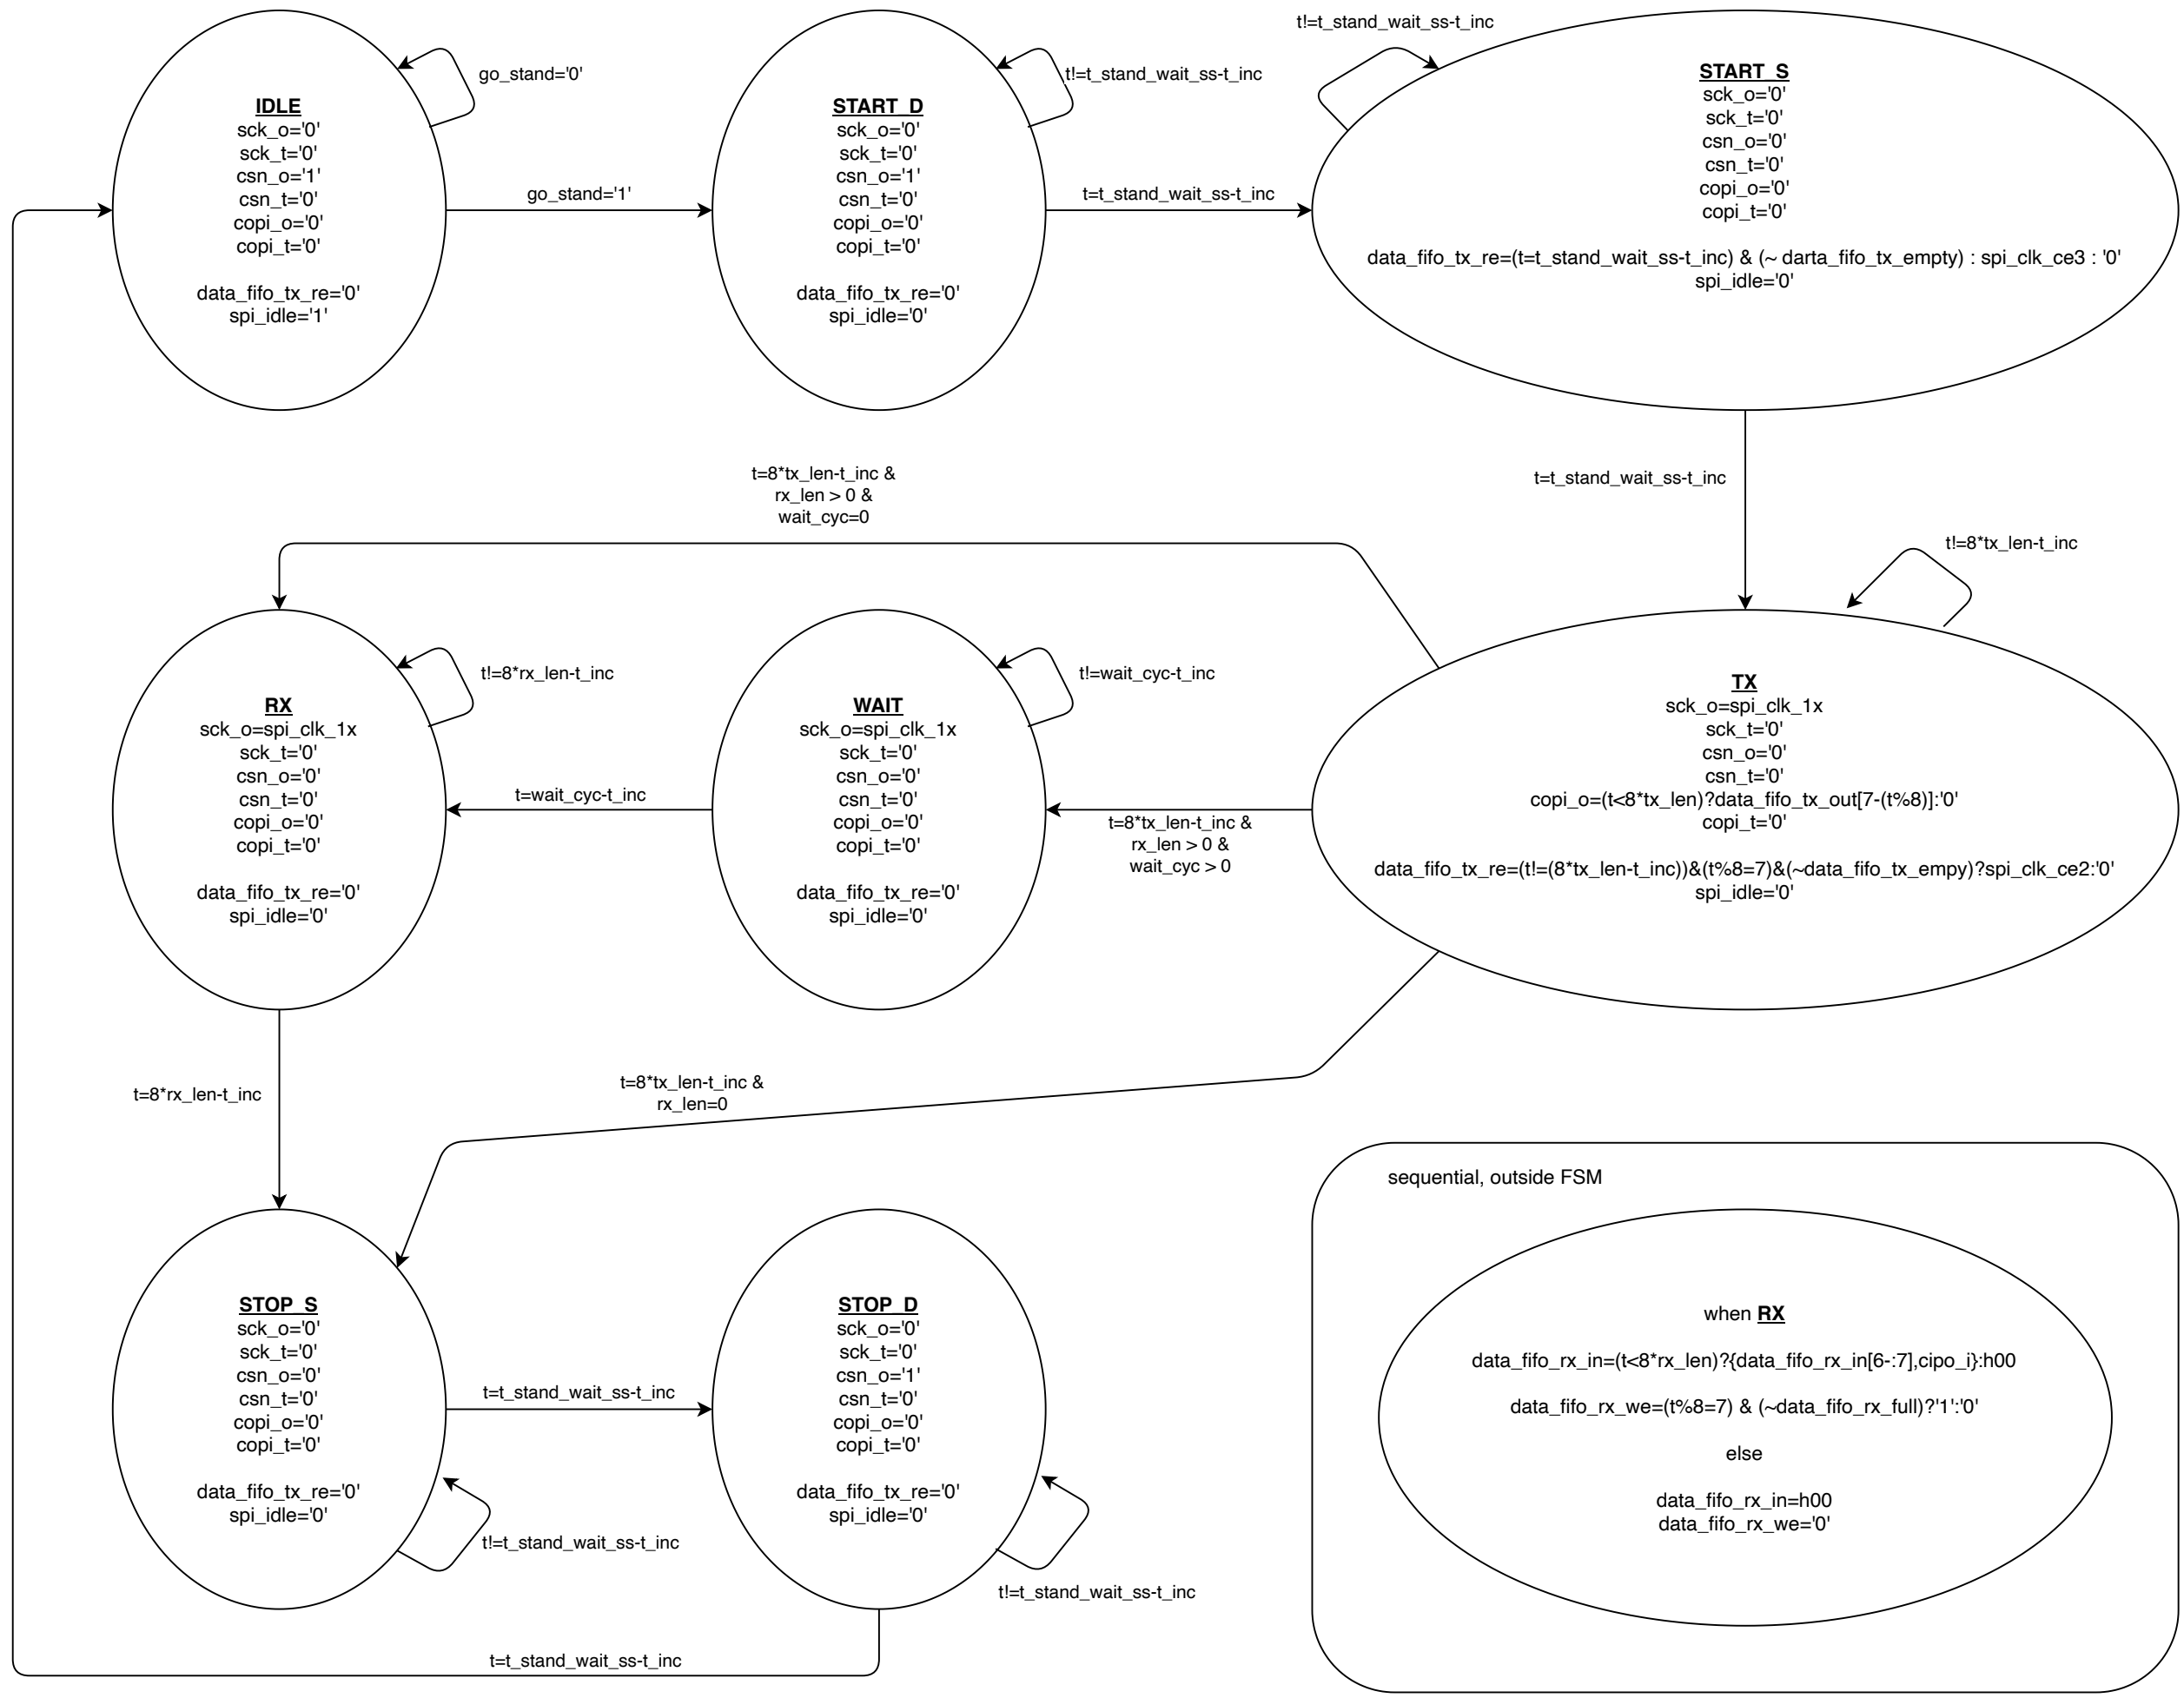 IDLE
sck_o='0'
sck_t='0'
csn_o='1'
csn_t='0'
copi_o='0'
copi_t='0'
data_fifo_tx_re='0'
spi_idle='1'
go_stand='0'
go_stand='1'
START_D
sck_o='0'
sck_t='0'
csn_o='1'
csn_t='0'
copi_o='0'
copi_t='0'
data_fifo_tx_re='0'
spi_idle='0'
t!=t_stand_wait_ss-t_inc
t=t_stand_wait_ss-t_inc
t!=t_stand_wait_ss-t_inc
START_S
sck_o='0'
sck_t='0'
csn_o='0'
csn_t='0'
copi_o='0'
copi_t='0'
data_fifo_tx_re=(t=t_stand_wait_ss-t_inc) & (~ darta_fifo_tx_empty) : spi_clk_ce3 : '0'
spi_idle='0'
t=t_stand_wait_ss-t_inc
t=8*tx_len-t_inc &
rx_len > 0 &
wait_cyc=0
t!=8*tx_len-t_inc
RX
sck_o=spi_clk_1x
sck_t='0'
csn_o='0'
csn_t='0'
copi_o='0'
copi_t='0'
data_fifo_tx_re='0'
spi_idle='0'
t!=8*rx_len-t_inc
t=wait_cyc-t_inc
WAIT
sck_o=spi_clk_1x
sck_t='0'
csn_o='0'
csn_t='0'
copi_o='0'
copi_t='0'
data_fifo_tx_re='0'
spi_idle='0'
t!=wait_cyc-t_inc
t=8*tx_len-t_inc &
rx_len > 0 &
wait_cyc > 0
TX
sck_o=spi_clk_1x
sck_t='0'
csn_o='0'
csn_t='0'
copi_o=(t<8*tx_len)?data_fifo_tx_out[7-(t%8)]:'0'
copi_t='0'
data_fifo_tx_re=(t!=(8*tx_len-t_inc))&(t%8=7)&(~data_fifo_tx_empy)?spi_clk_ce2:'0'
spi_idle='0'
t=8*rx_len-t_inc
t=8*tx_len-t_inc &
rx_len=0
STOP_S
sck_o='0'
sck_t='0'
csn_o='0'
csn_t='0'
copi_o='0'
copi_t='0'
data_fifo_tx_re='0'
spi_idle='0'
t!=t_stand_wait_ss-t_inc
t=t_stand_wait_ss-t_inc
STOP_D
sck_o='0'
sck_t='0'
csn_o='1'
csn_t='0'
copi_o='0'
copi_t='0'
data_fifo_tx_re='0'
spi_idle='0'
t!=t_stand_wait_ss-t_inc
t=t_stand_wait_ss-t_inc
sequential, outside FSM
when RX
data_fifo_rx_in=(t<8*rx_len)?{data_fifo_rx_in[6-:7],cipo_i}:h00
data_fifo_rx_we=(t%8=7) & (~data_fifo_rx_full)?'1':'0'
else
data_fifo_rx_in=h00
data_fifo_rx_we='0'